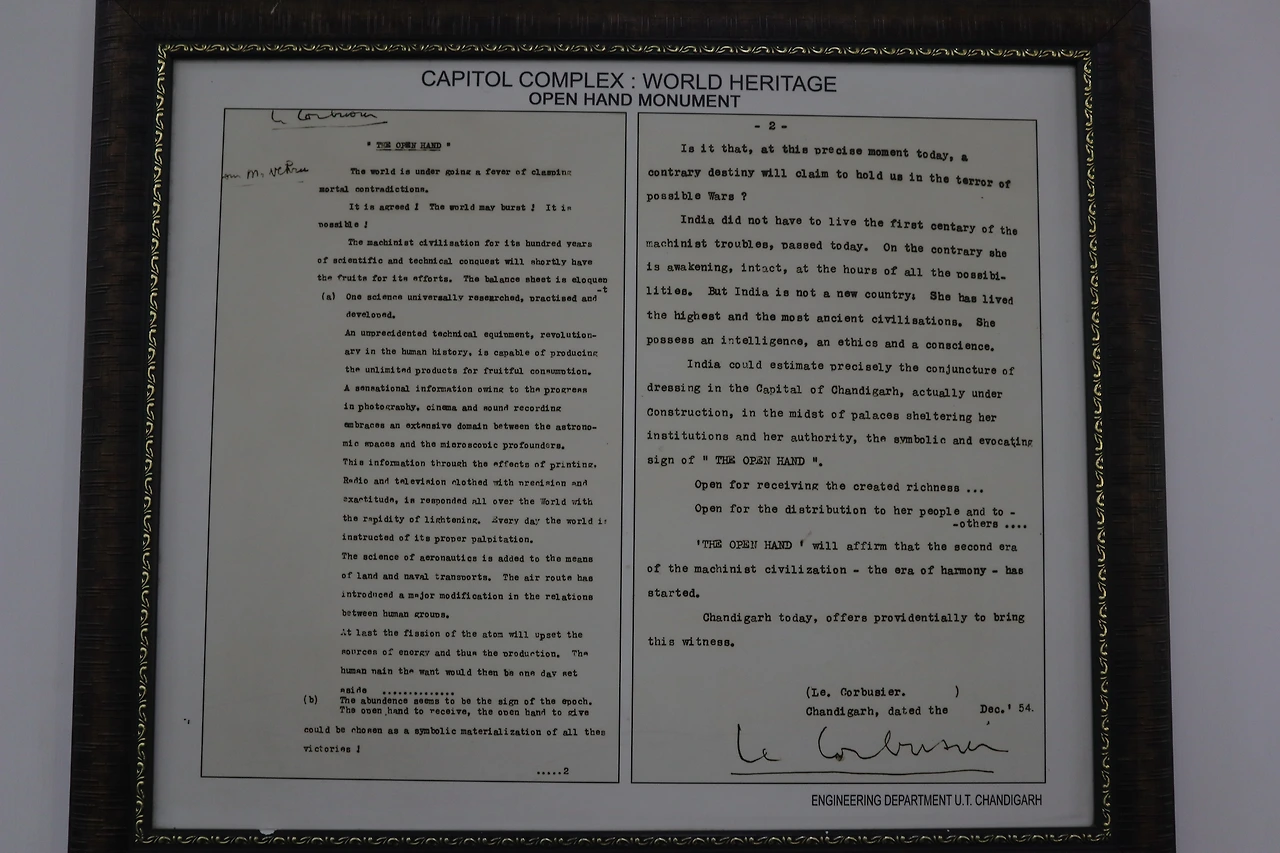 CAPITOL COMPLEX : WORLD HERITAGE
OPEN HAND MONUMENT
Le Corbusier
" THE OPEN HAND "
M. Nehru
The world is under going a fever of clasping
mortal contradictions.
It is agreed ! The world may burst ! It is
possible !
The machinist civilisation for its hundred years
of scientific and technical conquest will shortly have
the fruits for its efforts. The balance sheet is eloquen
-t
(a) One science universally researched, practised and
developed.
An unprecidented technical equipment, revolution-
ary in the human history, is capable of producing
the unlimited products for fruitful consumption.
A sensational information owing to the progress
in photography, cinema and sound recording
embraces an extensive domain between the astrono-
mic spaces and the microscopic profounders.
This information through the effects of printing.
Radio and television clothed with precision and
exactitude, is responded all over the World with
the rapidity of lightening. Every day the world is
instructed of its proper palpitation.
The science of aeronautics is added to the means
of land and naval transports. The air route has
introduced a major modification in the relations
between human groups.
At last the fission of the atom will upset the
sources of energy and thus the production. The
human pain the want would then be one day set
aside .............
(b) The abundance seems to be the sign of the epoch.
The open hand to receive, the open hand to give
could be chosen as a symbolic materialization of all thes
victories !
.....2
- 2 -
Is it that, at this precise moment today, a
contrary destiny will claim to hold us in the terror of
possible Wars ?
India did not have to live the first centary of the
machinist troubles, passed today. On the contrary she
is awakening, intact, at the hours of all the possibi-
lities. But India is not a new country; She has lived
the highest and the most ancient civilisations. She
possess an intelligence, an ethics and a conscience.
India could estimate precisely the conjuncture of
dressing in the Capital of Chandigarh, actually under
Construction, in the midst of palaces sheltering her
institutions and her authority, the symbolic and evocating
sign of " THE OPEN HAND ".
Open for receiving the created richness ...
Open for the distribution to her people and to -
-others ....
'THE OPEN HAND ' will affirm that the second era
of the machinist civilization - the era of harmony - has
started.
Chandigarh today, offers providentially to bring
this witness.
(Le. Corbusier. )
Chandigarh, dated the Dec.' 54.
Le Corbusier
ENGINEERING DEPARTMENT U.T. CHANDIGARH